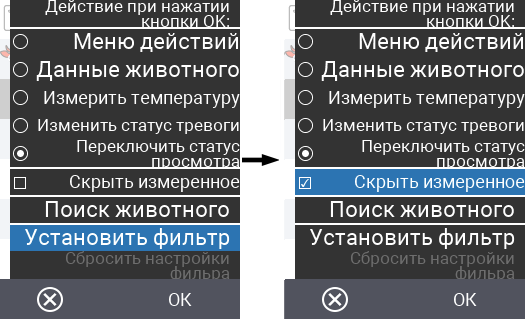 Действие при нажатии
кнопки OK:
Меню действий
Данные животного
Измерить температуру
Изменить статус тревоги
Переключить статус
просмотра
Скрыть измеренное
Поиск животного
Установить фильтр
Сбросить настройки
фильра
OK
Действие при нажатии
кнопки OK:
Меню действий
Данные животного
Измерить температуру
Изменить статус тревоги
Переключить статус
просмотра
Скрыть измеренное
Поиск животного
Установить фильтр
Сбросить настройки
фильра
OK